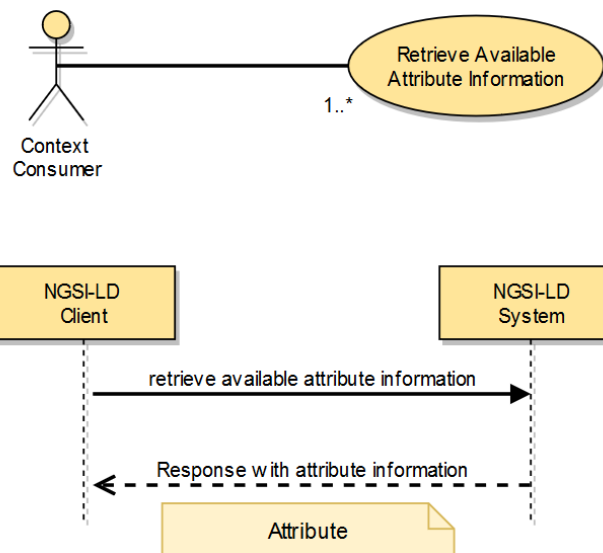 Retrieve Available
Attribute Information
1..*
Context
Consumer
NGSI-LD
Client
NGSI-LD
System
retrieve available attribute information
Response with attribute information
Attribute